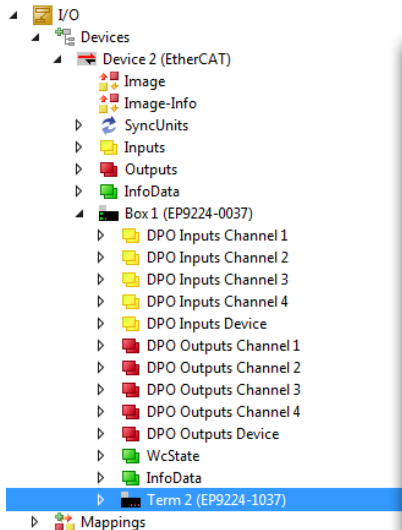 I/O
Devices
Device 2 (EtherCAT)
Image
Image-Info
SyncUnits
Inputs
Outputs
InfoData
Box 1 (EP9224-0037)
DPO Inputs Channel 1
DPO Inputs Channel 2
DPO Inputs Channel 3
DPO Inputs Channel 4
DPO Inputs Device
DPO Outputs Channel 1
DPO Outputs Channel 2
DPO Outputs Channel 3
DPO Outputs Channel 4
DPO Outputs Device
WcState
InfoData
Term 2 (EP9224-1037)
Mappings